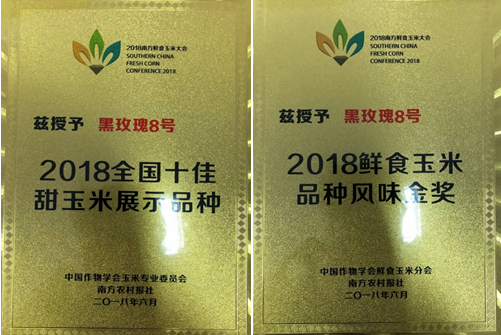 2018南方鲜食玉米大会
SOUTHERN CHINA
FRESH CORN
CONFERENCE 2018
兹授予 黑玫瑰8号
2018全国十佳
甜玉米展示品种
中国作物学会玉米专业委员会
南方农村报社
二〇一八年六月
2018南方鲜食玉米大会
SOUTHERN CHINA
FRESH CORN
CONFERENCE 2018
兹授予 黑玫瑰8号
2018鲜食玉米
品种风味金奖
中国作物学会鲜食玉米分会
南方农村报社
二〇一八年六月